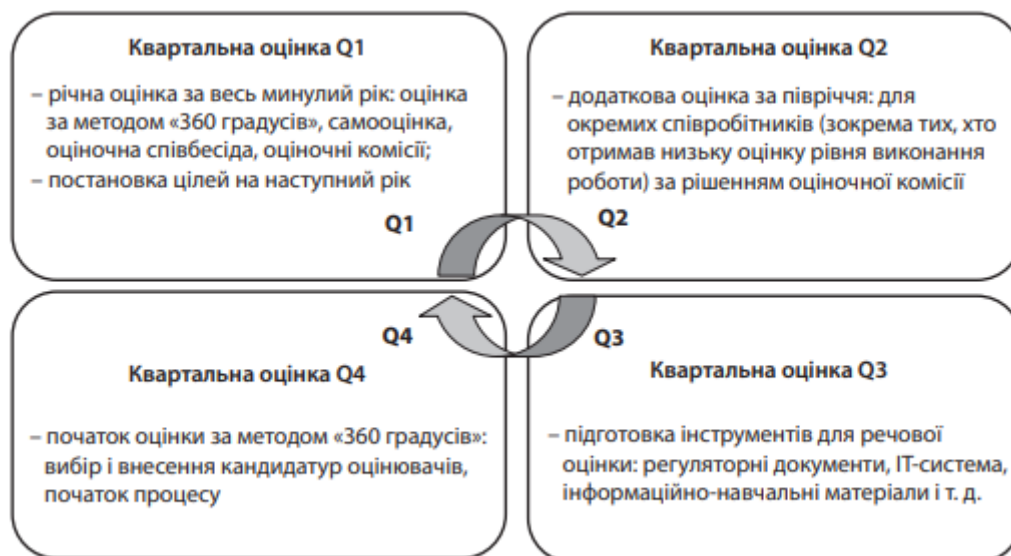 Квартальна оцінка Q1
– річна оцінка за весь минулий рік: оцінка
за методом «360 градусів», самооцінка,
оціночна співбесіда, оціночні комісії;
– постановка цілей на наступний рік
Q1
Квартальна оцінка Q2
– додаткова оцінка за півріччя: для
окремих співробітників (зокрема тих, хто
отримав низьку оцінку рівня виконання
роботи) за рішенням оціночної комісії
Q2
Q4
Квартальна оцінка Q4
– початок оцінки за методом «360 градусів»:
вибір і внесення кандидатур оцінювачів,
початок процесу
Q3
Квартальна оцінка Q3
– підготовка інструментів для речової
оцінки: регуляторні документи, ІТ-система,
інформаційно-навчальні матеріали і т. д.